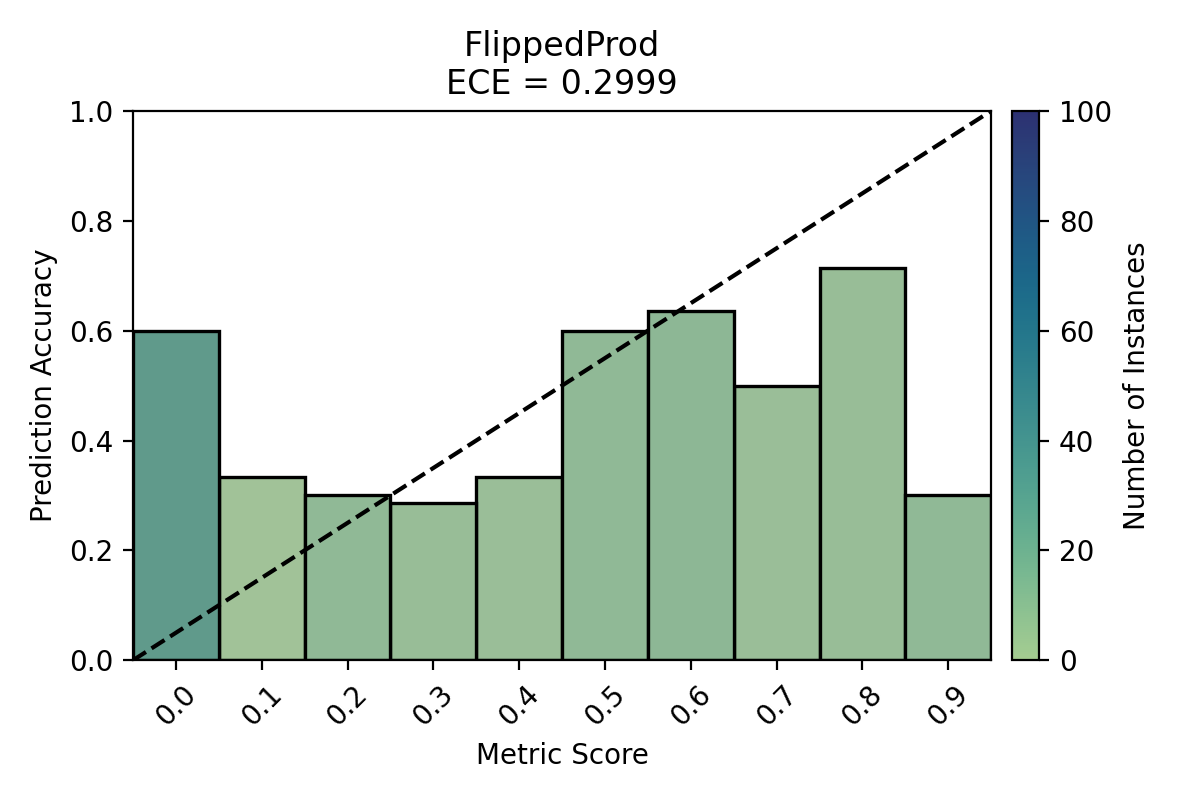 FlippedProd
ECE = 0.2999
Prediction Accuracy
1.0
0.8
0.6
0.4
0.2
0.0
0.0 0.1 0.2 0.3 0.4 0.5 0.6 0.7 0.8 0.9
Metric Score
100
80
60
40
20
0
Number of Instances